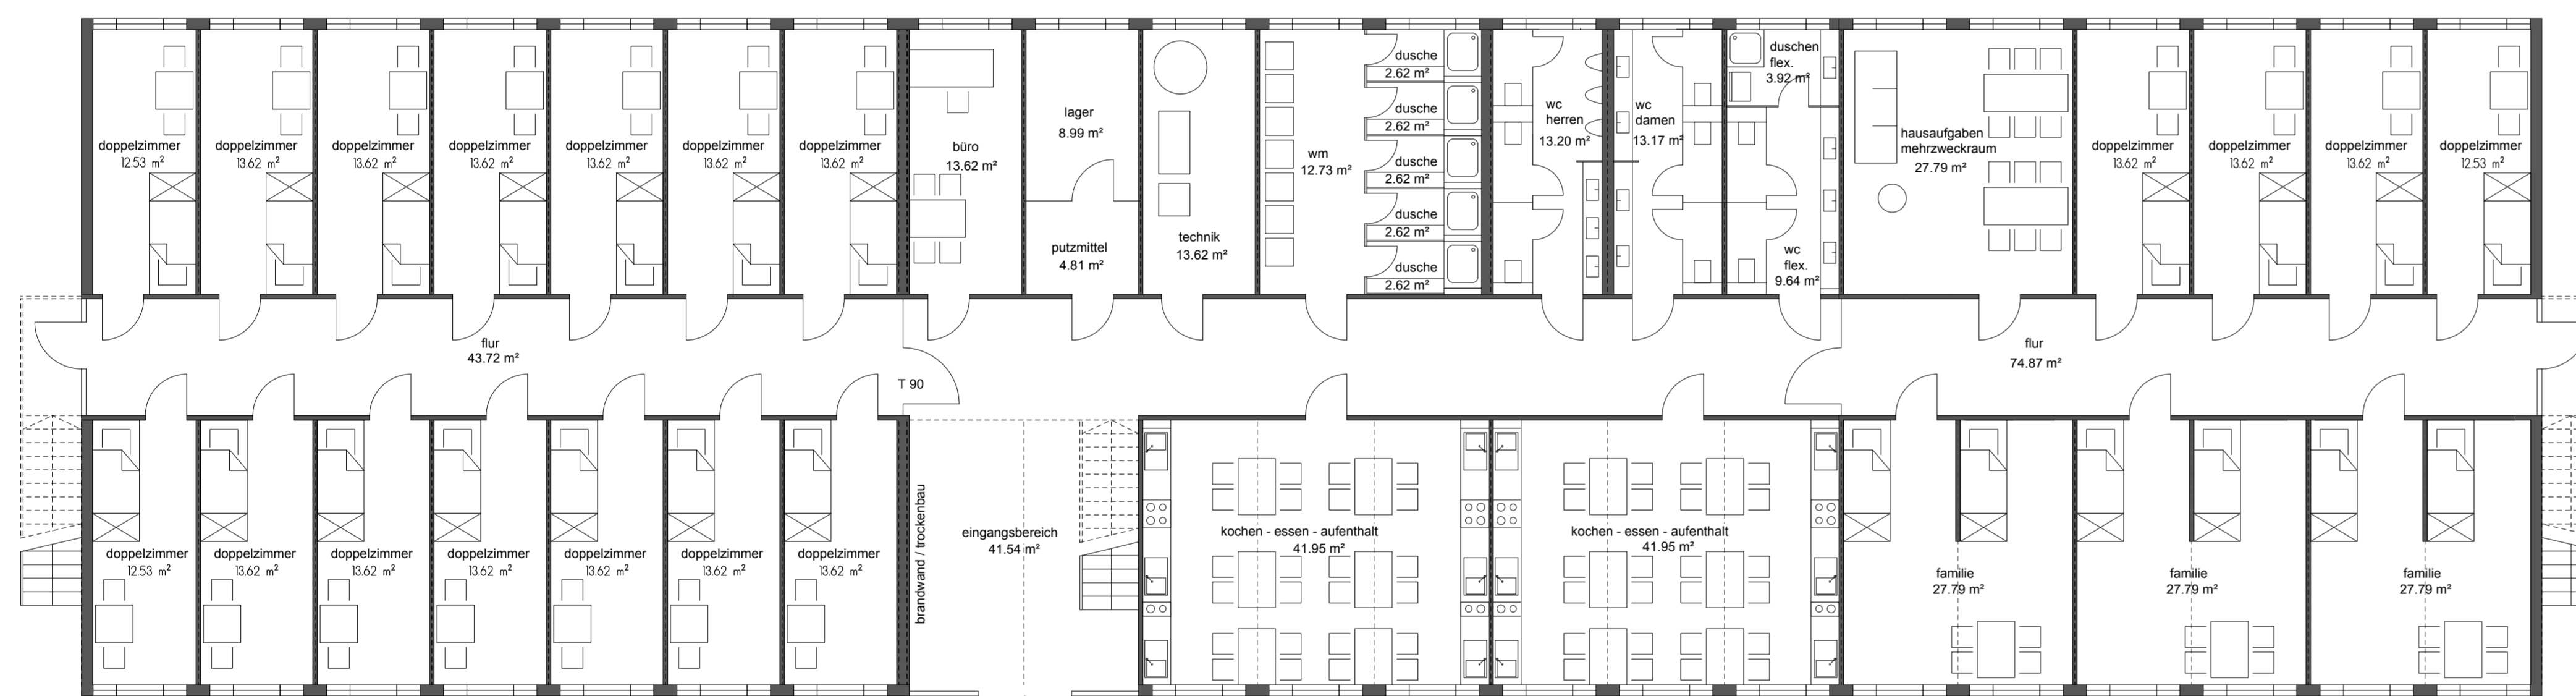 doppelzimmer
12.53 m²
doppelzimmer
13.62 m²
doppelzimmer
13.62 m²
doppelzimmer
13.62 m²
doppelzimmer
13.62 m²
doppelzimmer
13.62 m²
doppelzimmer
13.62 m²
büro
13.62 m²
lager
8.99 m²
putzmittel
4.81 m²
technik
13.62 m²
wm
12.73 m²
dusche
2.62 m²
dusche
2.62 m²
dusche
2.62 m²
dusche
2.62 m²
dusche
2.62 m²
wc
herren
13.20 m²
wc
damen
13.17 m²
duschen
flex.
3.92 m²
wc
flex.
9.64 m²
hausaufgaben
mehrzweckraum
27.79 m²
doppelzimmer
13.62 m²
doppelzimmer
13.62 m²
doppelzimmer
13.62 m²
doppelzimmer
12.53 m²
flur
43.72 m²
T 90
flur
74.87 m²
doppelzimmer
12.53 m²
doppelzimmer
13.62 m²
doppelzimmer
13.62 m²
doppelzimmer
13.62 m²
doppelzimmer
13.62 m²
doppelzimmer
13.62 m²
doppelzimmer
13.62 m²
brandwand / trockenbau
eingangsbereich
41.54 m²
kochen - essen - aufenthalt
41.95 m²
kochen - essen - aufenthalt
41.95 m²
familie
27.79 m²
familie
27.79 m²
familie
27.79 m²